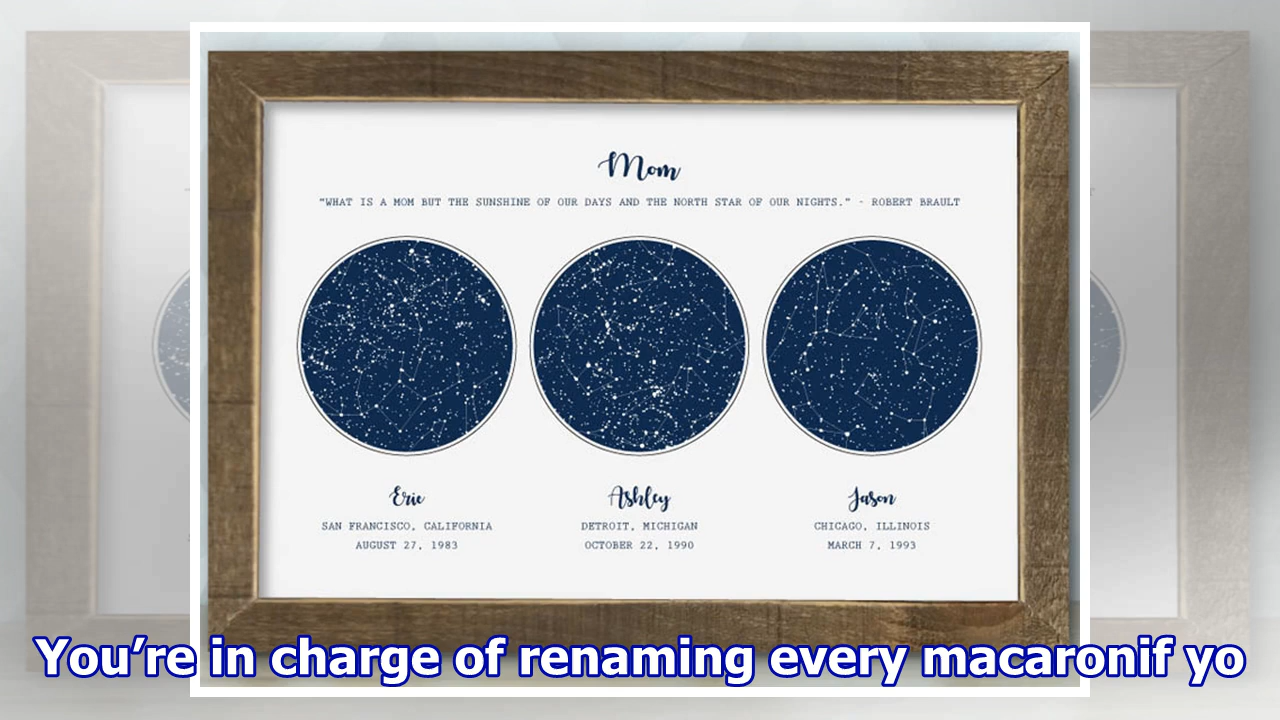 Mom
"WHAT IS A MOM BUT THE SUNSHINE OF OUR DAYS AND THE NORTH STAR OF OUR NIGHTS." - ROBERT BRAULT
Eric Ashley Jason
SAN FRANCISCO, CALIFORNIA DETROIT, MICHIGAN CHICAGO, ILLINOIS
AUGUST 27, 1983 OCTOBER 22, 1990 MARCH 7, 1993
You’re in charge of renaming every macaronif yo